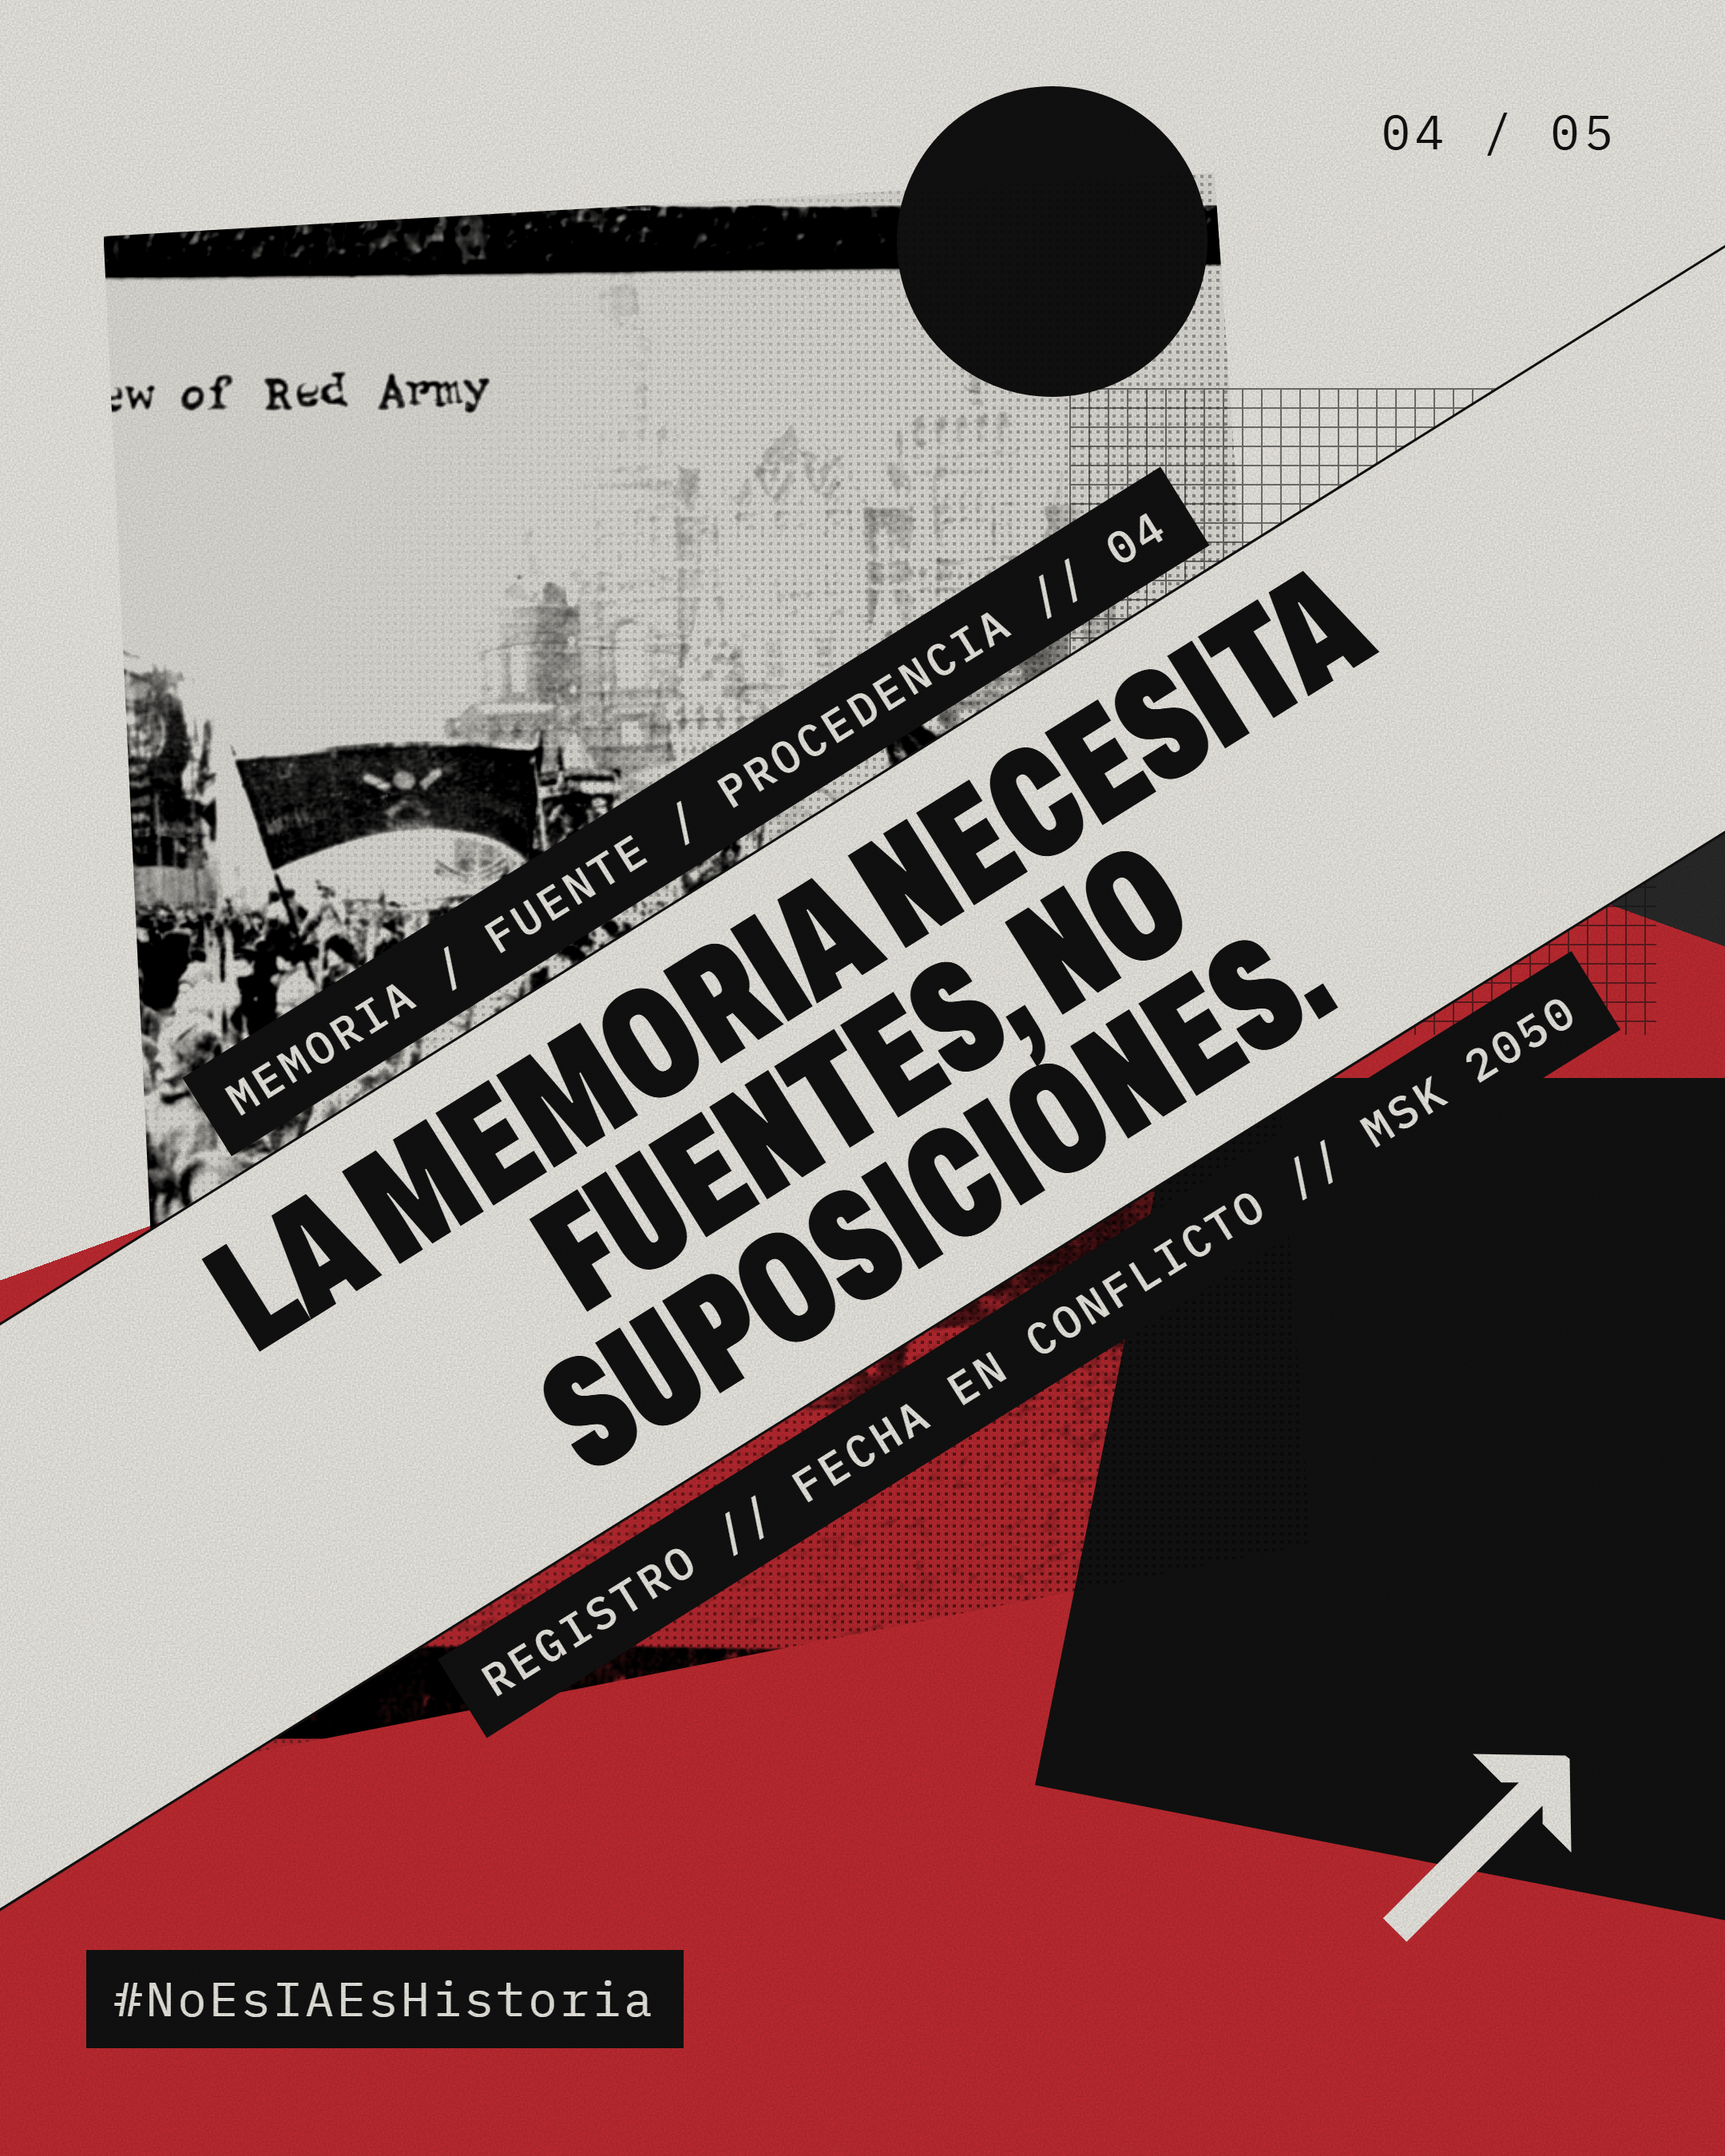 04 / 05
ew of Red Army
MEMORIA / FUENTE / PROCEDENCIA // 04
LA MEMORIA NECESITA
FUENTES, NO
SUPOSICIONES.
REGISTRO // FECHA EN CONFLICTO // MSK 2050
#NoEsIAEsHistoria